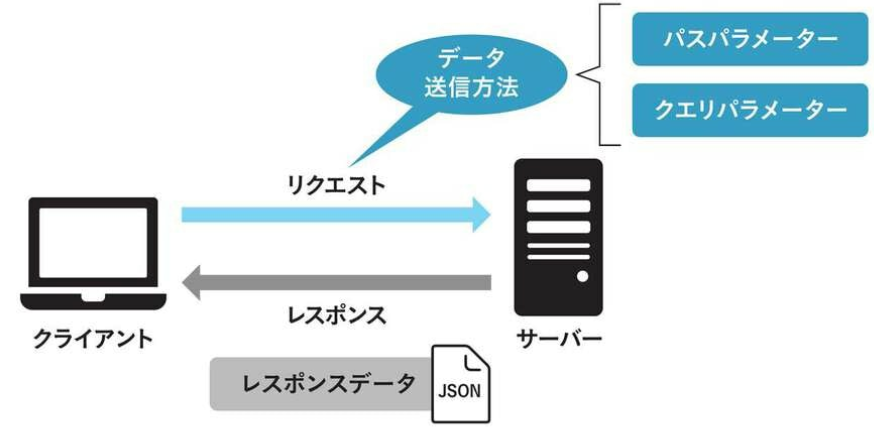 データ
送信方法
パスパラメーター
クエリパラメーター
リクエスト
レスポンス
クライアント
サーバー
レスポンスデータ
JSON